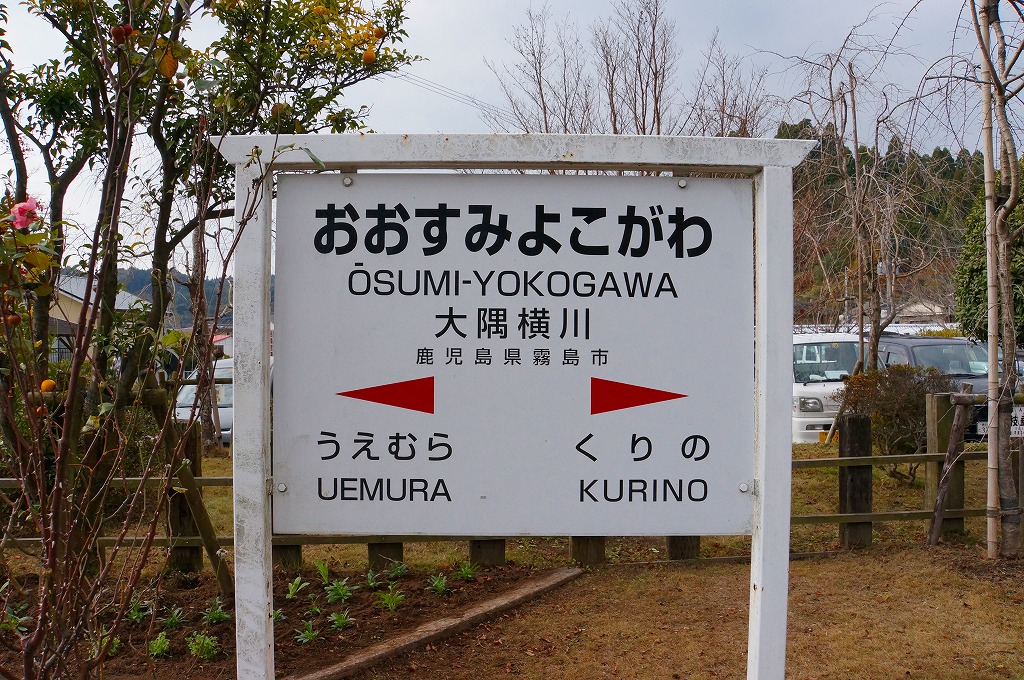 おおすみよこがわ
ŌSUMI-YOKOGAWA
大隅横川
鹿児島県霧島市
うえむら くりの
UEMURA KURINO